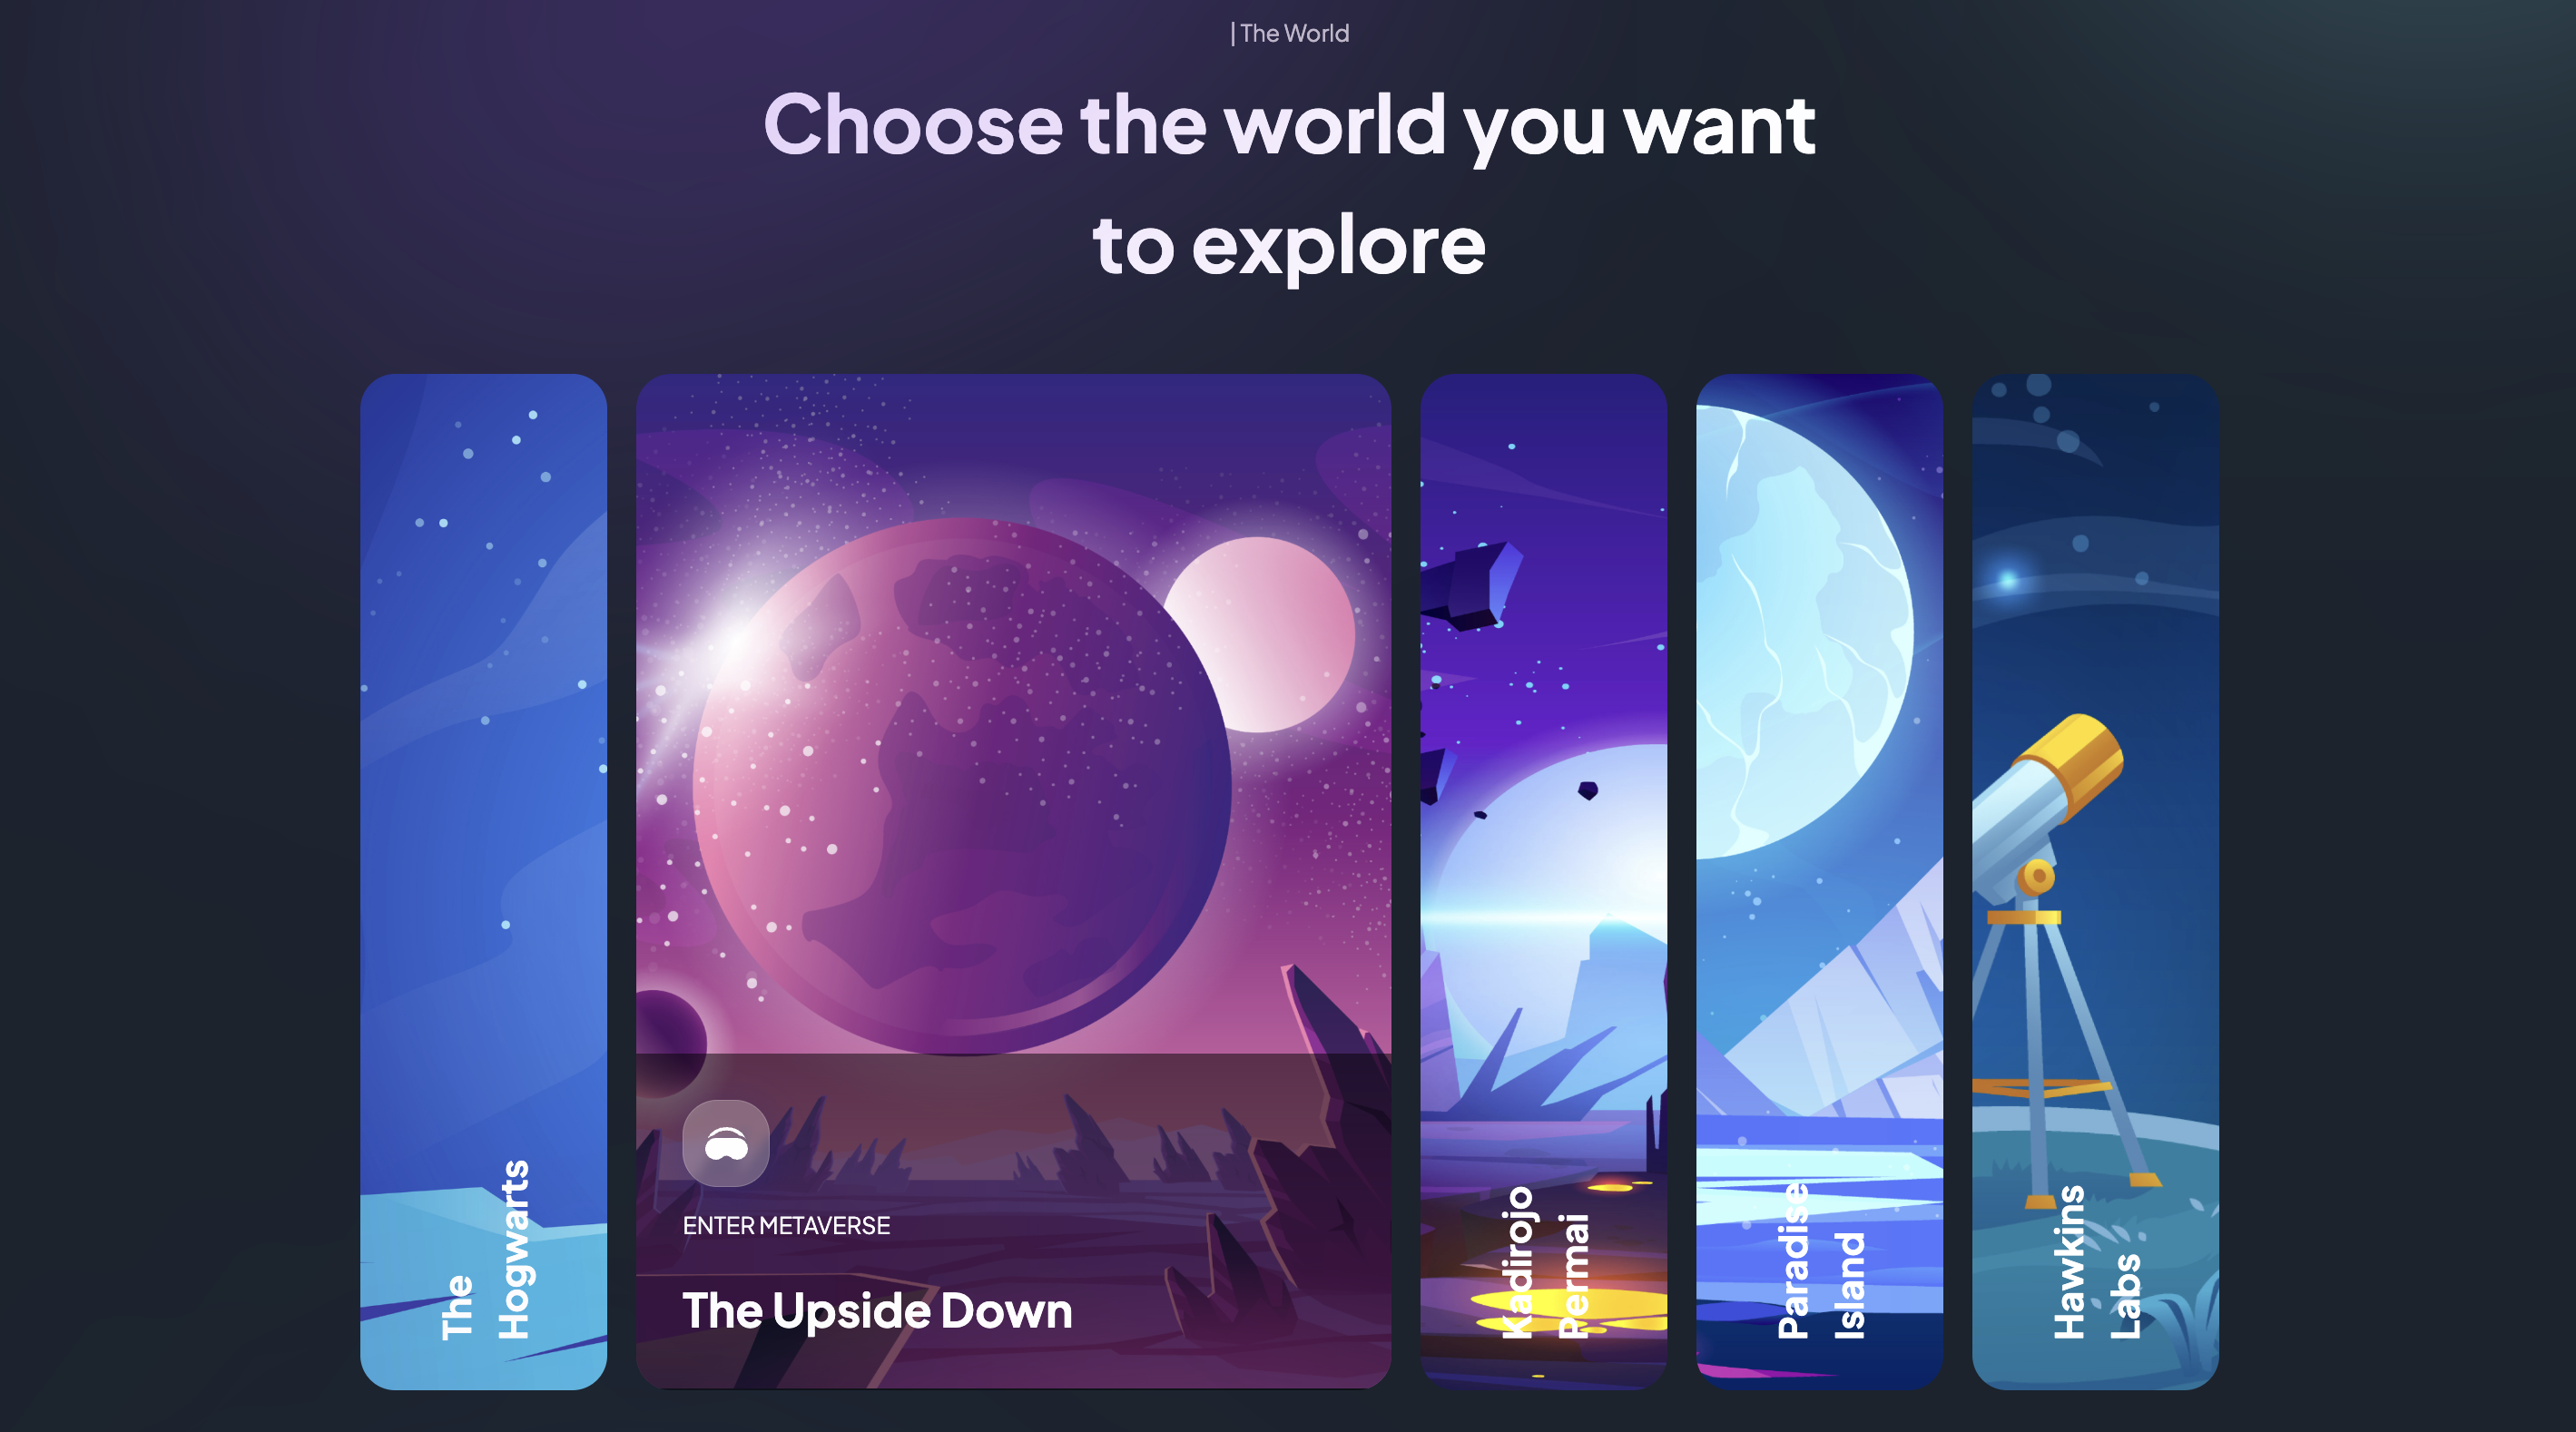 | The World
Choose the world you want
to explore
The
Hogwarts
ENTER METAVERSE
The Upside Down
Kadirojo
Permai
Paradise
Island
Hawkins
Labs